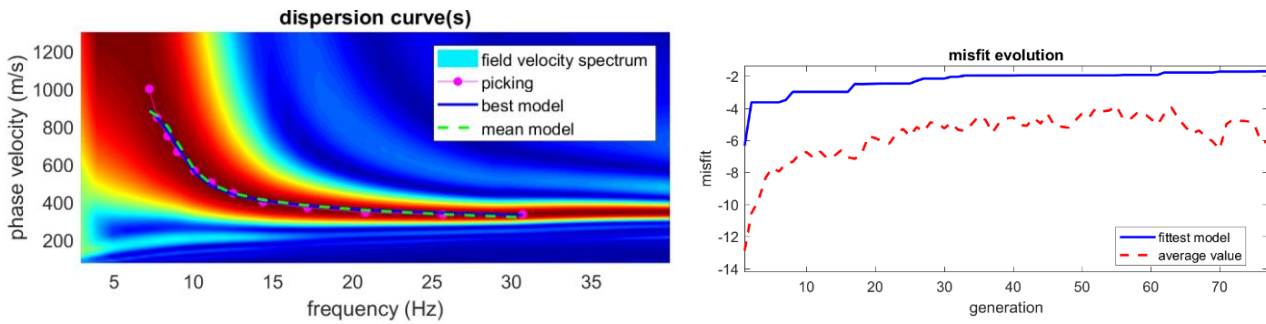 dispersion curve(s)
phase velocity (m/s)
1200
1000
800
600
400
200
field velocity spectrum
picking
best model
mean model
5 10 15 20 25 30 35
frequency (Hz)
misfit evolution
misfit
-2
-4
-6
-8
-10
-12
-14
fittest model
average value
10 20 30 40 50 60 70
generation